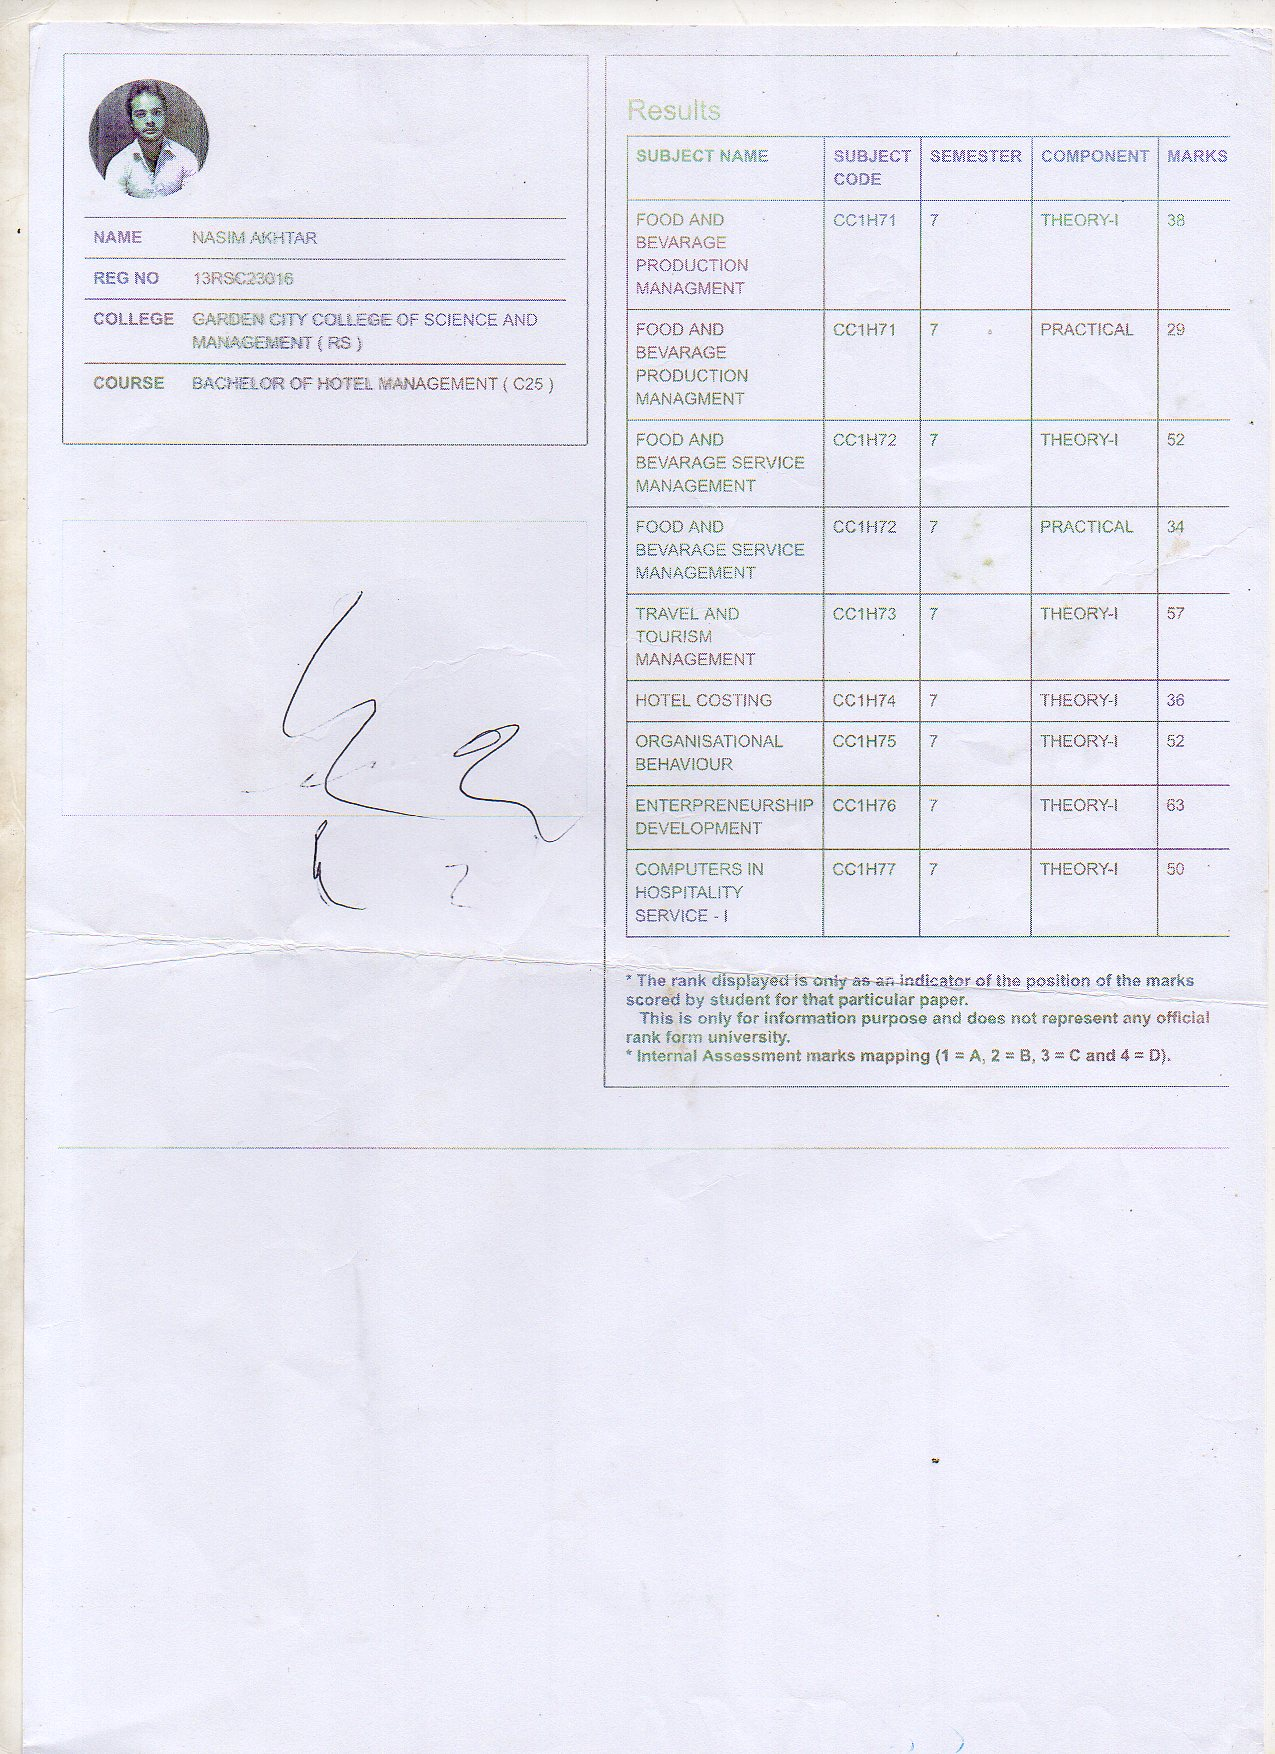 NAME NASIM AKHTAR
REG NO 13RSC23016
COLLEGE GARDEN CITY COLLEGE OF SCIENCE AND
MANAGEMENT ( RS )
COURSE BACHELOR OF HOTEL MANAGEMENT ( C25 )
Results
SUBJECT NAME SUBJECT SEMESTER COMPONENT MARKS
CODE
FOOD AND CC1H71 7 THEORY-I 38
BEVARAGE
PRODUCTION
MANAGMENT
FOOD AND CC1H71 7 PRACTICAL 29
BEVARAGE
PRODUCTION
MANAGMENT
FOOD AND CC1H72 7 THEORY-I 52
BEVARAGE SERVICE
MANAGEMENT
FOOD AND CC1H72 7 PRACTICAL 34
BEVARAGE SERVICE
MANAGEMENT
TRAVEL AND CC1H73 7 THEORY-I 57
TOURISM
MANAGEMENT
HOTEL COSTING CC1H74 7 THEORY-I 36
ORGANISATIONAL CC1H75 7 THEORY-I 52
BEHAVIOUR
ENTERPRENEURSHIP CC1H76 7 THEORY-I 63
DEVELOPMENT
COMPUTERS IN CC1H77 7 THEORY-I 50
HOSPITALITY
SERVICE - I
* The rank displayed is only as an indicator of the position of the marks
scored by student for that particular paper.
This is only for information purpose and does not represent any official
rank form university.
* Internal Assessment marks mapping (1 = A, 2 = B, 3 = C and 4 = D).